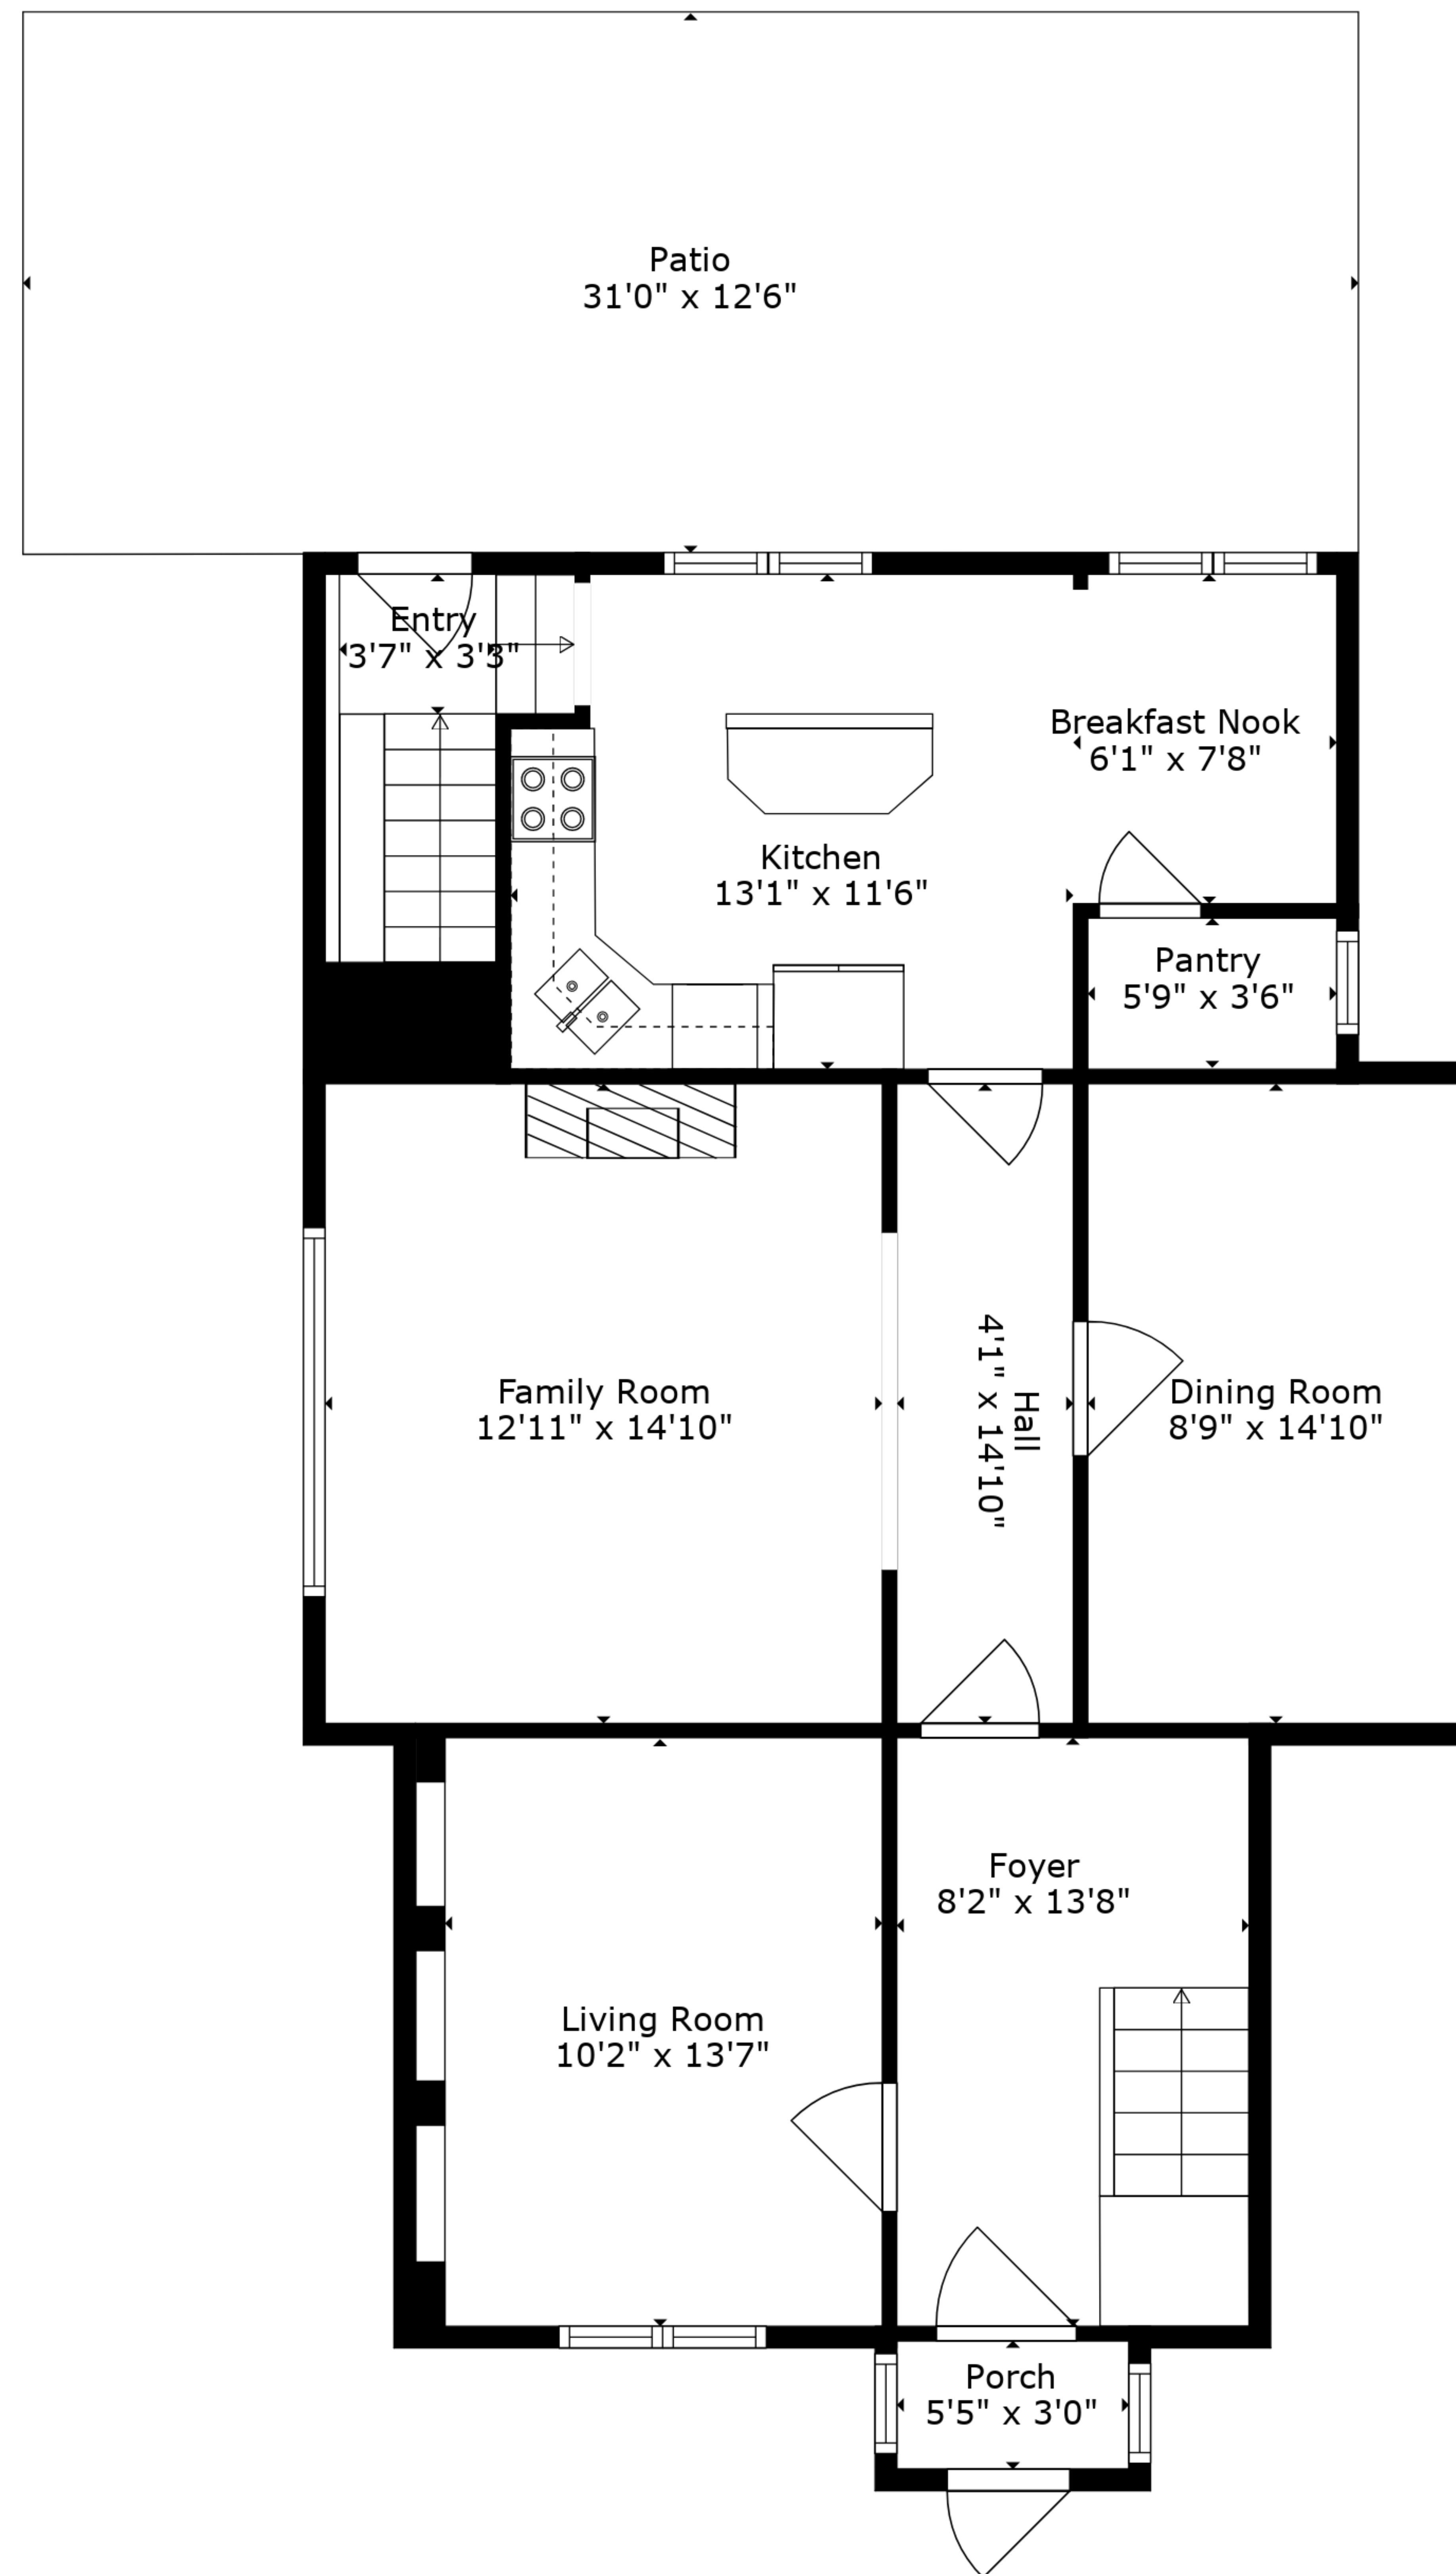 Patio
31'0" x 12'6"
Entry
3'7" x 3'3"
Breakfast Nook
6'1" x 7'8"
Kitchen
13'1" x 11'6"
Pantry
5'9" x 3'6"
Family Room
12'11" x 14'10"
Hall
4'1" x 14'10"
Dining Room
8'9" x 14'10"
Foyer
8'2" x 13'8"
Living Room
10'2" x 13'7"
Porch
5'5" x 3'0"